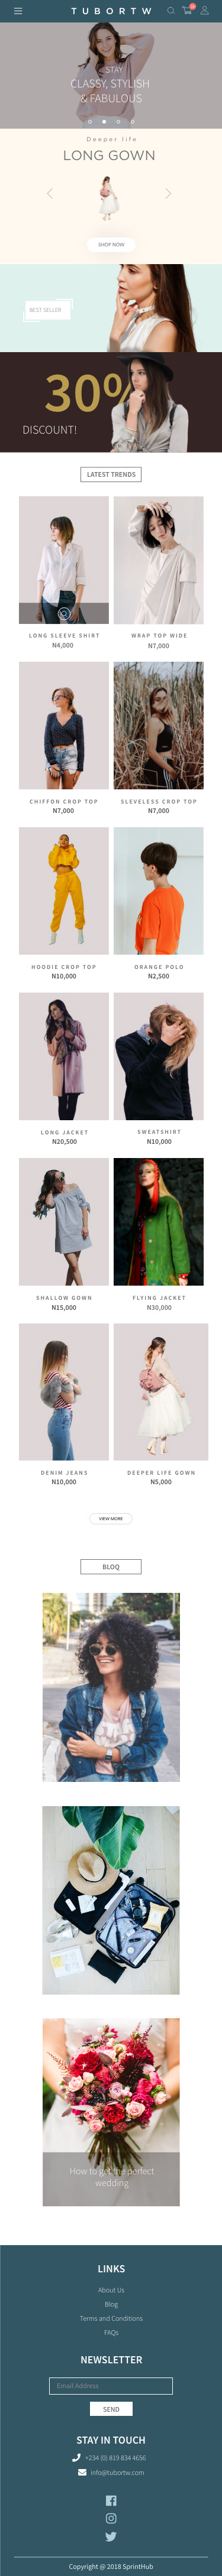 TUBORTW
STAY
CLASSY, STYLISH
& FABULOUS
Deeper life
LONG GOWN
SHOP NOW
BEST SELLER
30%
DISCOUNT!
LATEST TRENDS
LONG SLEEVE SHIRT
N4,000
WRAP TOP WIDE
N7,000
CHIFFON CROP TOP
N7,000
SLEVELESS CROP TOP
N7,000
HOODIE CROP TOP
N10,000
ORANGE POLO
N2,500
LONG JACKET
N20,500
SWEATSHIRT
N10,000
SHALLOW GOWN
N15,000
FLYING JACKET
N30,000
DENIM JEANS
N10,000
DEEPER LIFE GOWN
N5,000
VIEW MORE
BLOQ
How to get the perfect
wedding
LINKS
About Us
Blog
Terms and Conditions
FAQs
NEWSLETTER
Email Address
SEND
STAY IN TOUCH
+234 (0) 819 834 4656
info@tubortw.com
Copyright @ 2018 SprintHub